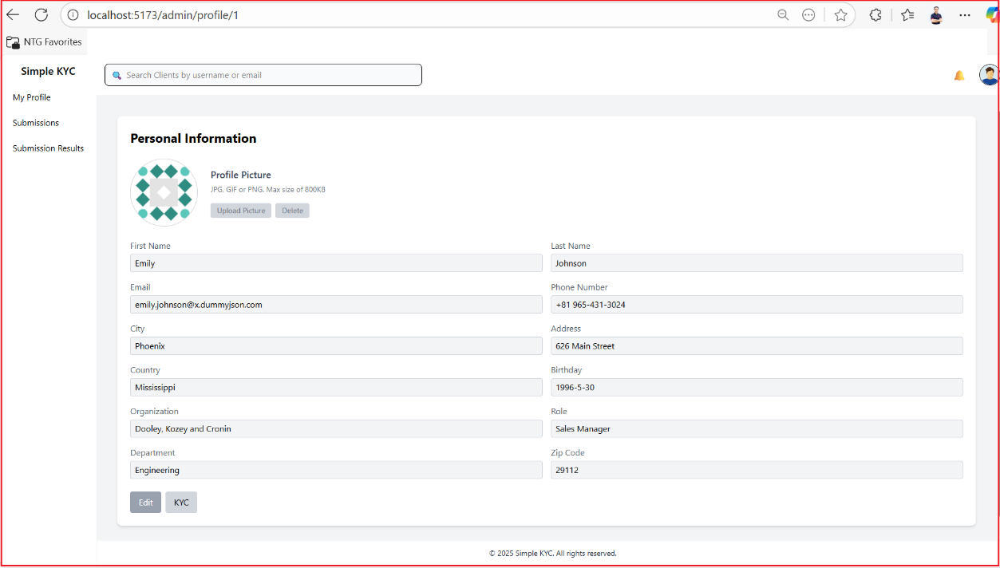 localhost:5173/admin/profile/1
NTG Favorites
Simple KYC
Search Clients by username or email
My Profile
Submissions
Submission Results
Personal Information
Profile Picture
JPG, GIF or PNG. Max size of 800KB
Upload Picture Delete
First Name Last Name
Emily Johnson
Email Phone Number
emily.johnson@x.dummyjson.com +81 965-431-3024
City Address
Phoenix 626 Main Street
Country Birthday
Mississippi 1996-5-30
Organization Role
Dooley, Kozey and Cronin Sales Manager
Department Zip Code
Engineering 29112
Edit KYC
© 2025 Simple KYC. All rights reserved.